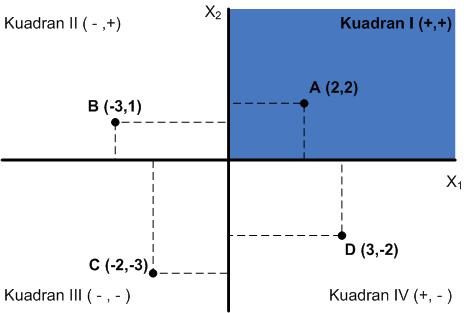 X2
Kuadran II ( - ,+)
Kuadran I (+,+)
A (2,2)
B (-3,1)
X1
D (3,-2)
C (-2,-3)
Kuadran III ( - , - )
Kuadran IV (+, - )